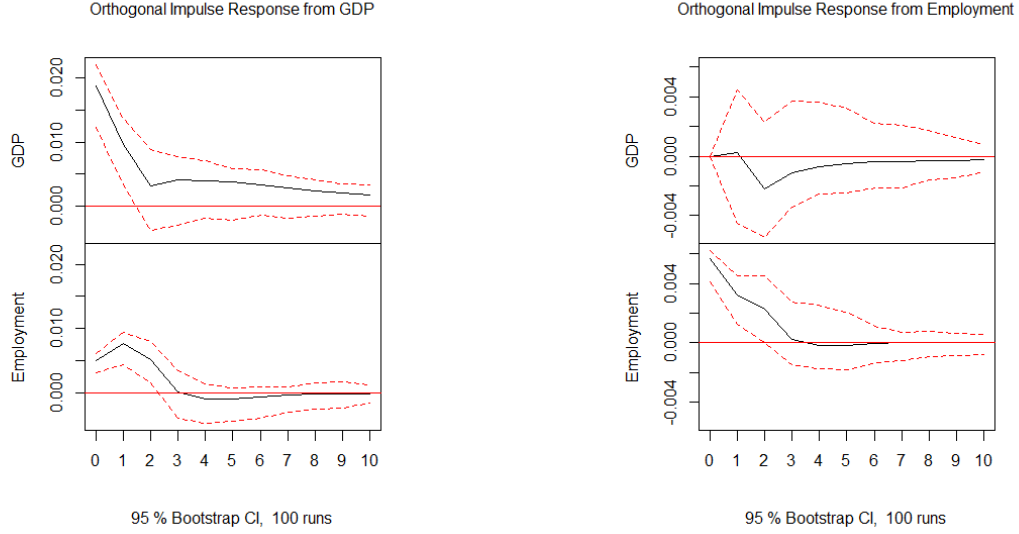 Orthogonal Impulse Response from GDP
GDP
0.020
0.010
0.000
Employment
0.020
0.010
0.000
0 1 2 3 4 5 6 7 8 9 10
95 % Bootstrap CI,  100 runs
Orthogonal Impulse Response from Employment
GDP
0.004
0.000
-0.004
Employment
0.004
0.000
-0.004
0 1 2 3 4 5 6 7 8 9 10
95 % Bootstrap CI,  100 runs